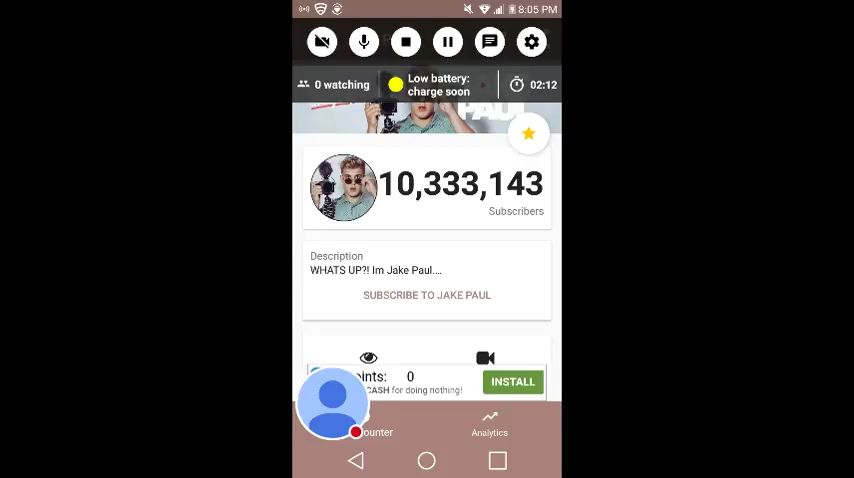 8:05 PM
0 watching
Low battery:
charge soon
02:12
PAUL
10,333,143
Subscribers
Description
WHATS UP?! Im Jake Paul....
SUBSCRIBE TO JAKE PAUL
oints: 0
CASH for doing nothing!
INSTALL
ounter
Analytics